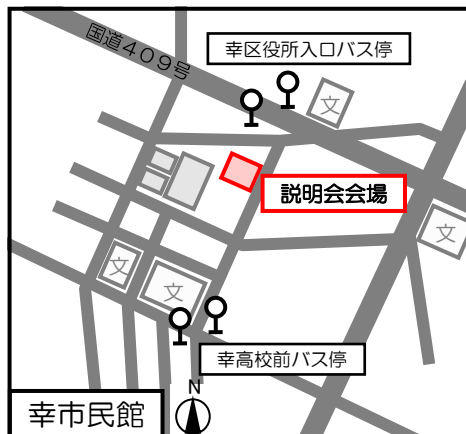 国道409号
幸区役所入口バス停
文
説明会会場
文
文
文
幸高校前バス停
N
幸市民館